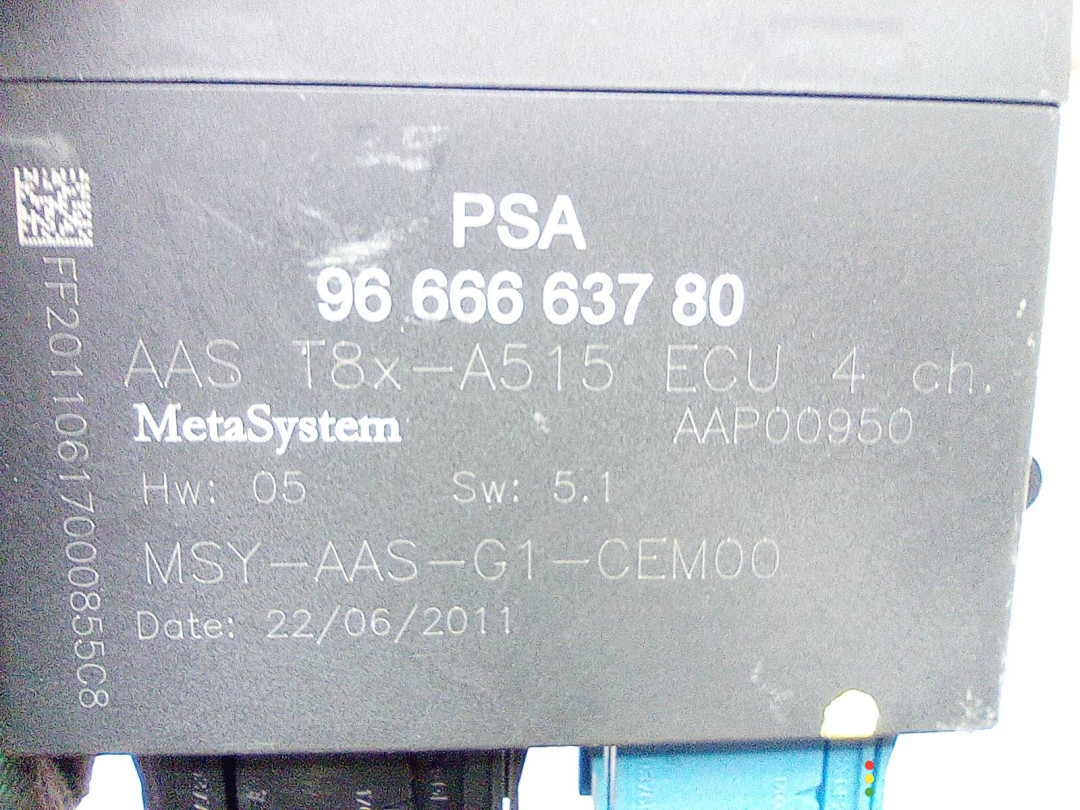 PSA
96 666 637 80
AAS T8x-A515 ECU 4 ch.
MetaSystem AAP00950
Hw: 05 Sw: 5.1
MSY-AAS-G1-CEM00
Date: 22/06/2011
FF20110617000855C8